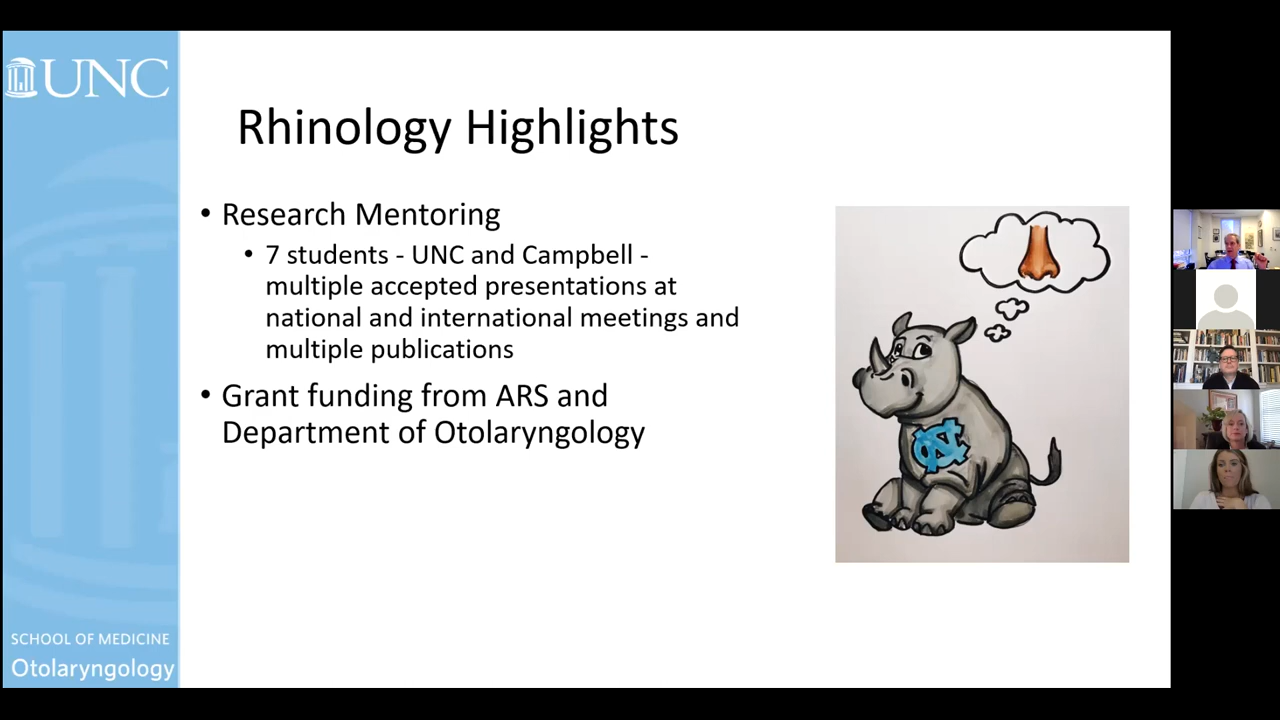 UNC
Rhinology Highlights
• Research Mentoring
• 7 students - UNC and Campbell -
multiple accepted presentations at
national and international meetings and
multiple publications
• Grant funding from ARS and
Department of Otolaryngology
NC
SCHOOL OF MEDICINE
Otolaryngology